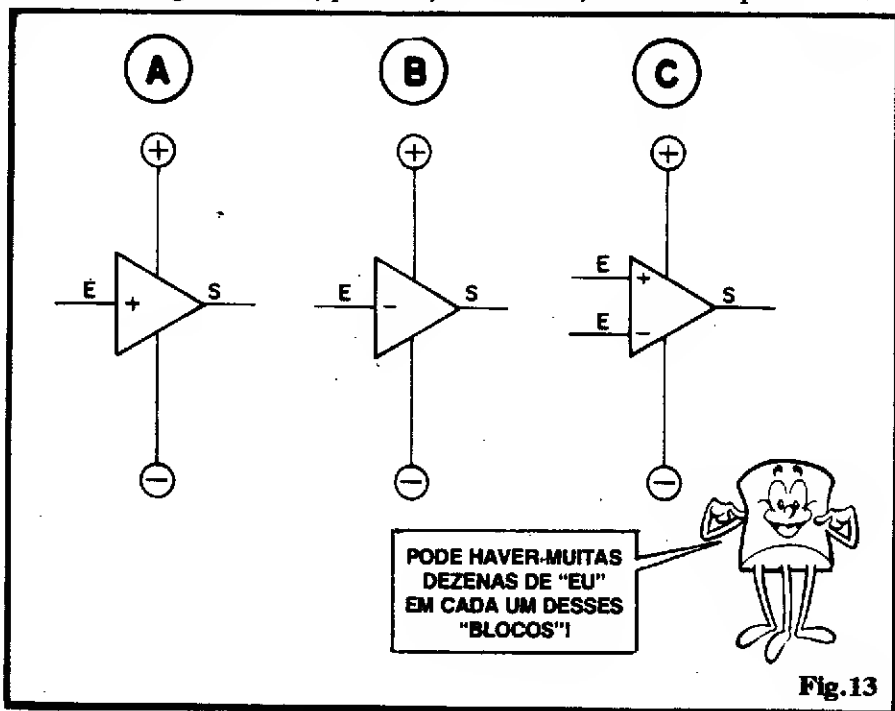 A B C
+ + +
E + S
E - S
E + S
E -
- - -
PODE HAVER-MUITAS
DEZENAS DE "EU"
EM CADA UM DESSES
"BLOCOS"!
Fig.13